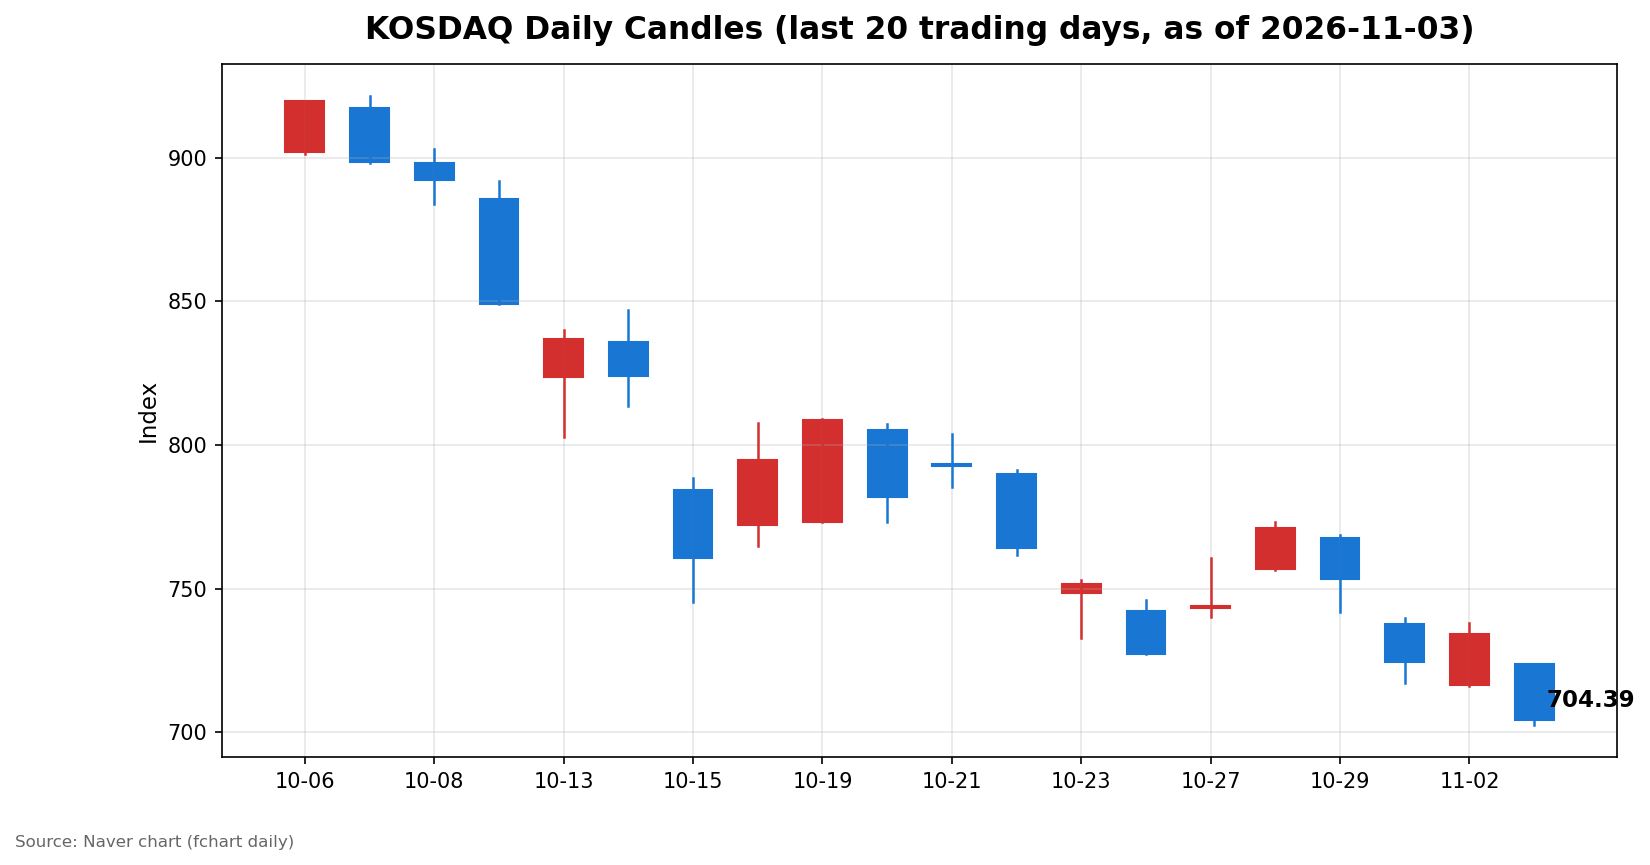 KOSDAQ Daily Candles (last 20 trading days, as of 2026-11-03)
Index
900
850
800
750
700
704.39
10-06 10-08 10-13 10-15 10-19 10-21 10-23 10-27 10-29 11-02
Source: Naver chart (fchart daily)